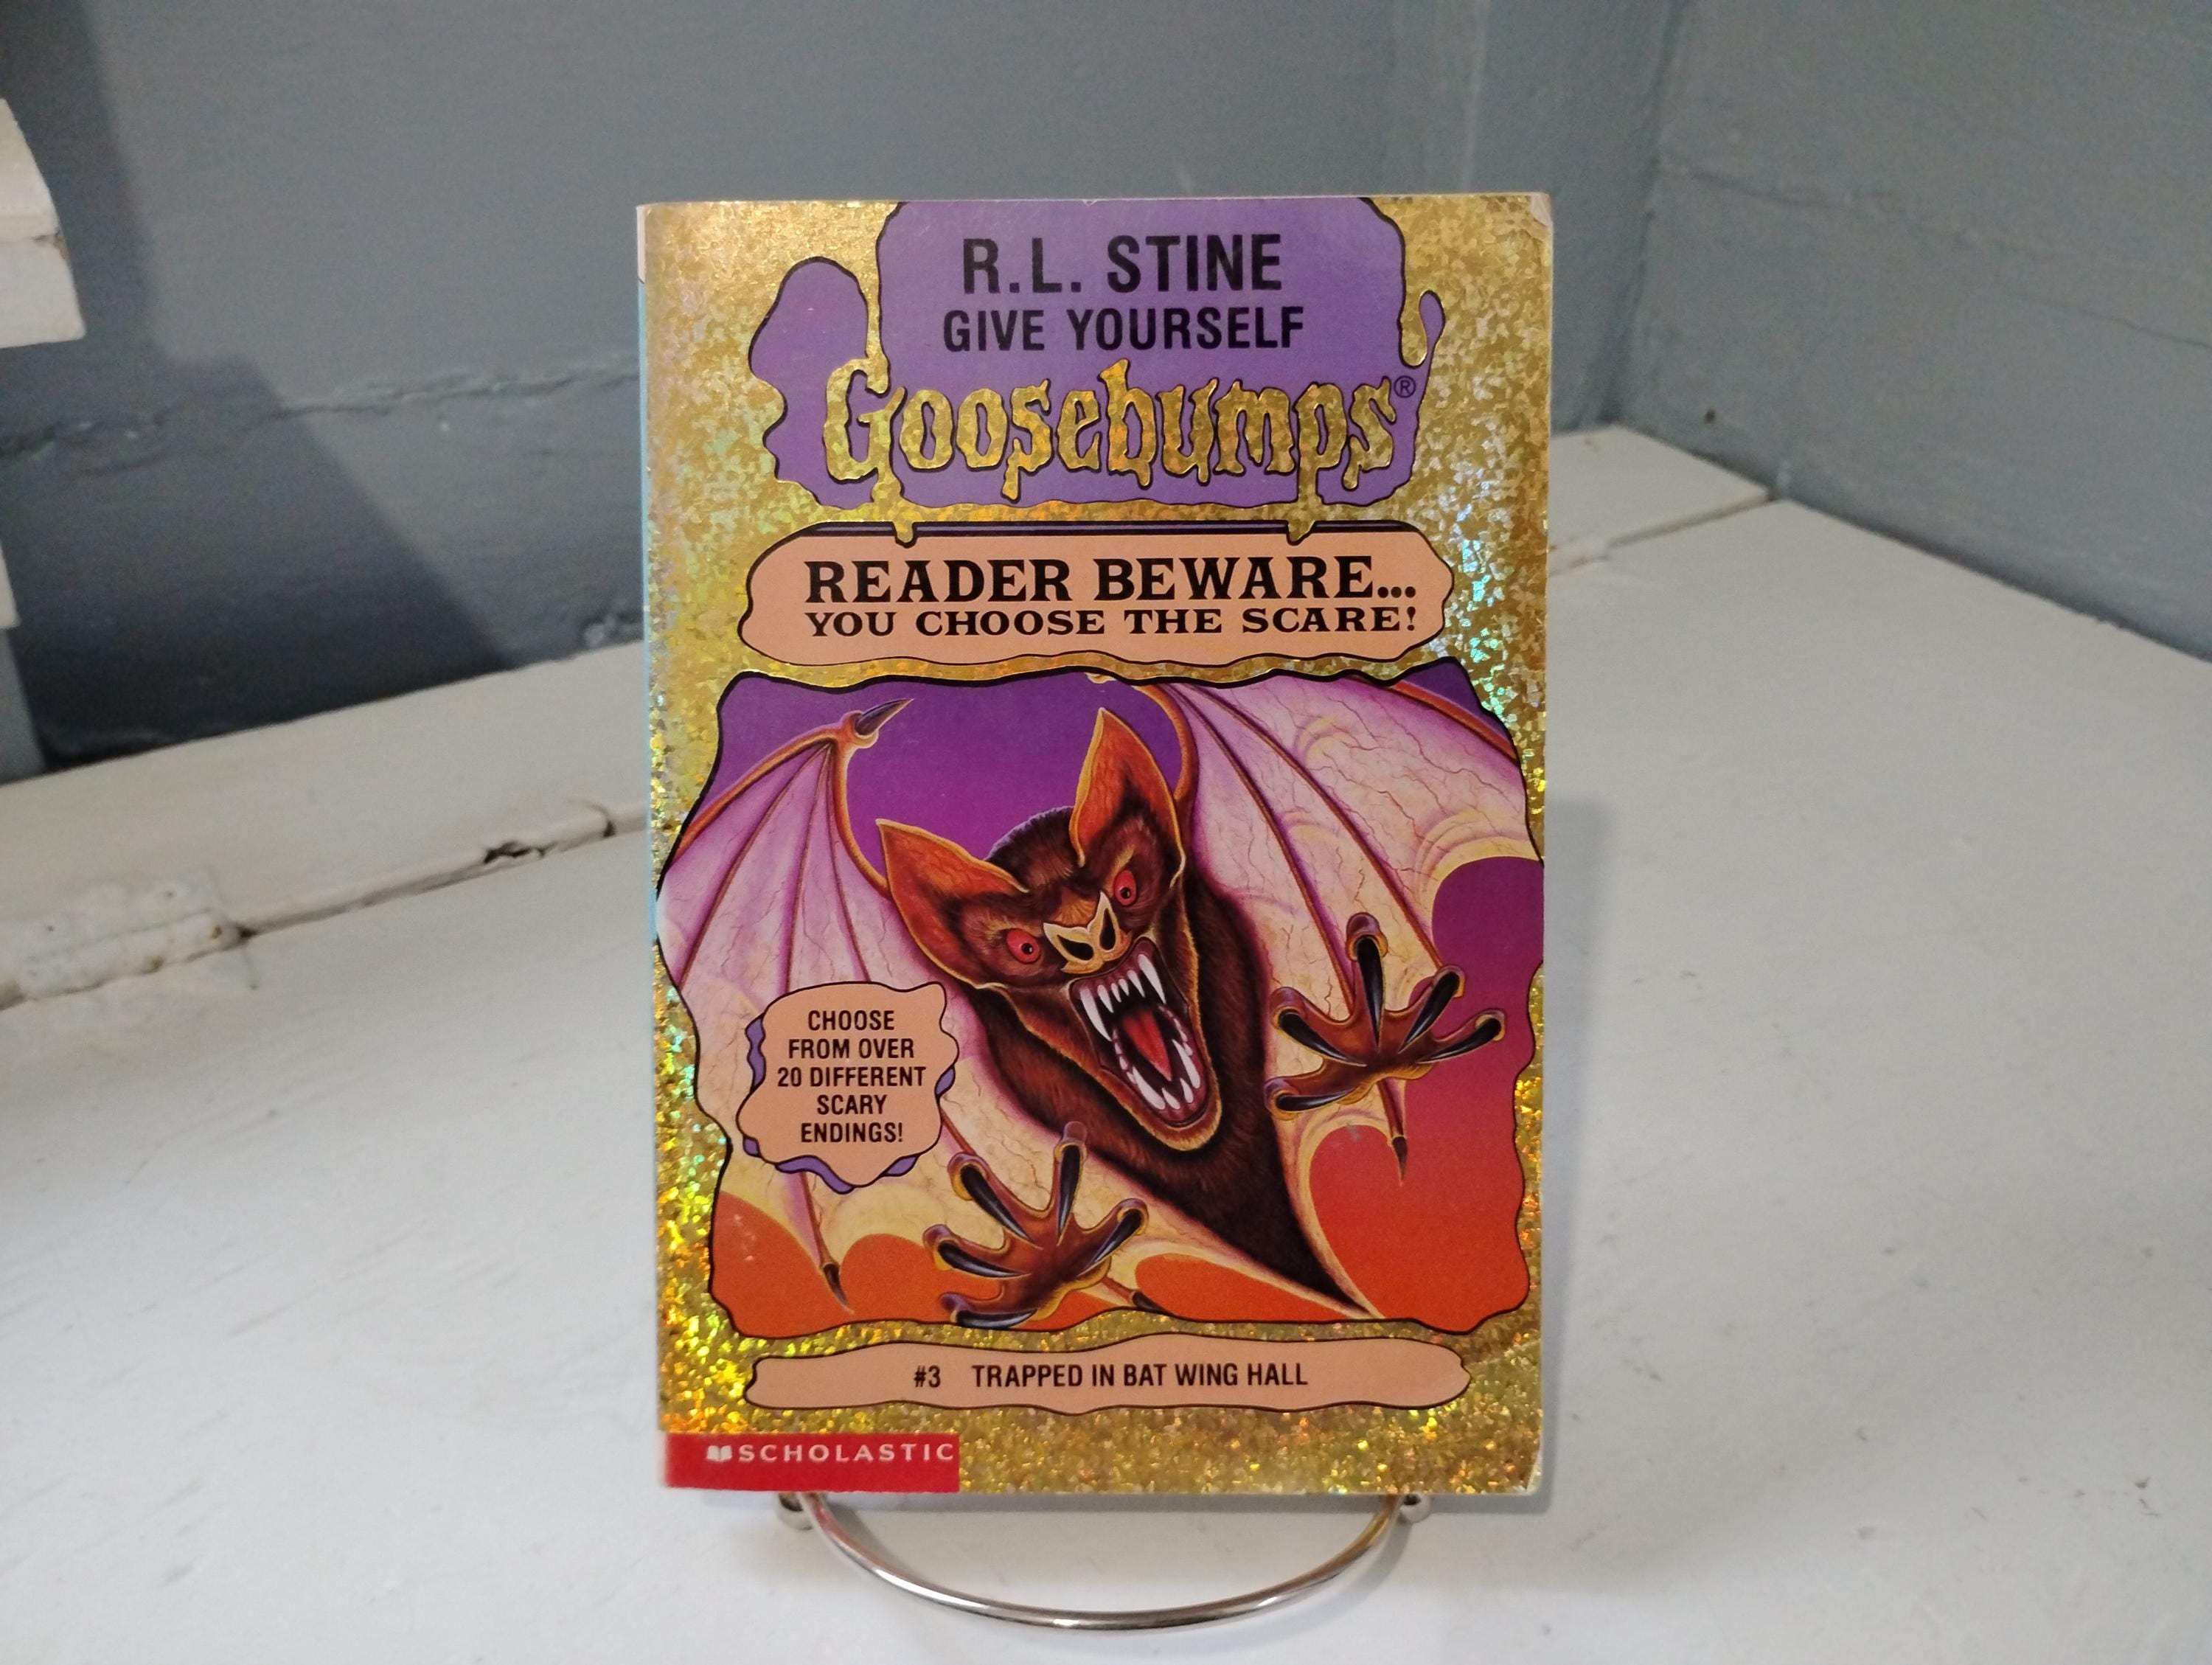 R.L. STINE
GIVE YOURSELF
Goosebumps®
READER BEWARE...
YOU CHOOSE THE SCARE!
CHOOSE
FROM OVER
20 DIFFERENT
SCARY
ENDINGS!
#3 TRAPPED IN BAT WING HALL
SCHOLASTIC